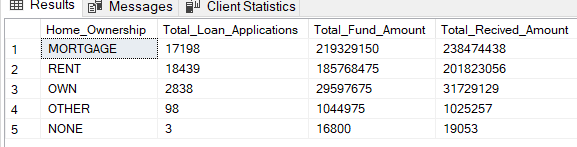 Results Messages Client Statistics
Home_Ownership Total_Loan_Applications Total_Fund_Amount Total_Recived_Amount
1 MORTGAGE 17198 219329150 238474438
2 RENT 18439 185768475 201823056
3 OWN 2838 29597675 31729129
4 OTHER 98 1044975 1025257
5 NONE 3 16800 19053